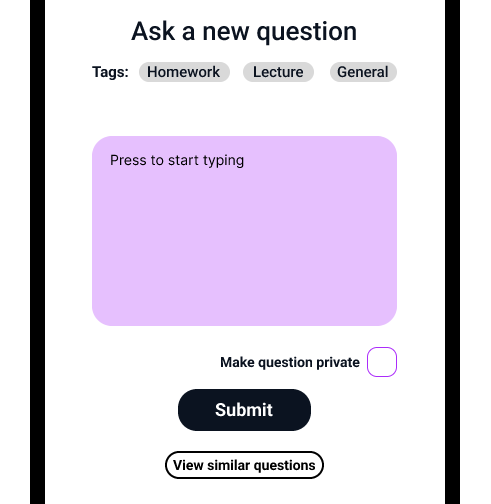 Ask a new question
Tags: Homework Lecture General
Press to start typing
Make question private
Submit
View similar questions